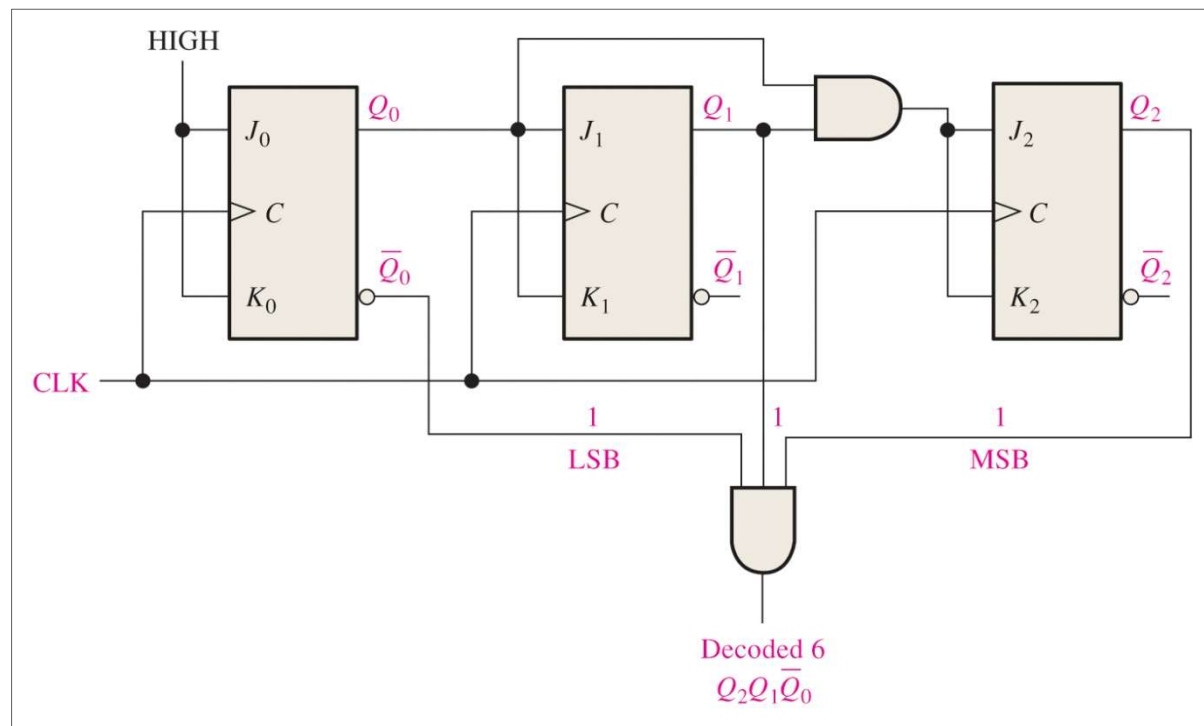 HIGH
J₀
C
K₀
Q₀
Q̅₀
J₁
C
K₁
Q₁
Q̅₁
J₂
C
K₂
Q₂
Q̅₂
CLK
1
LSB
1
1
MSB
Decoded 6
Q₂Q₁Q̅₀